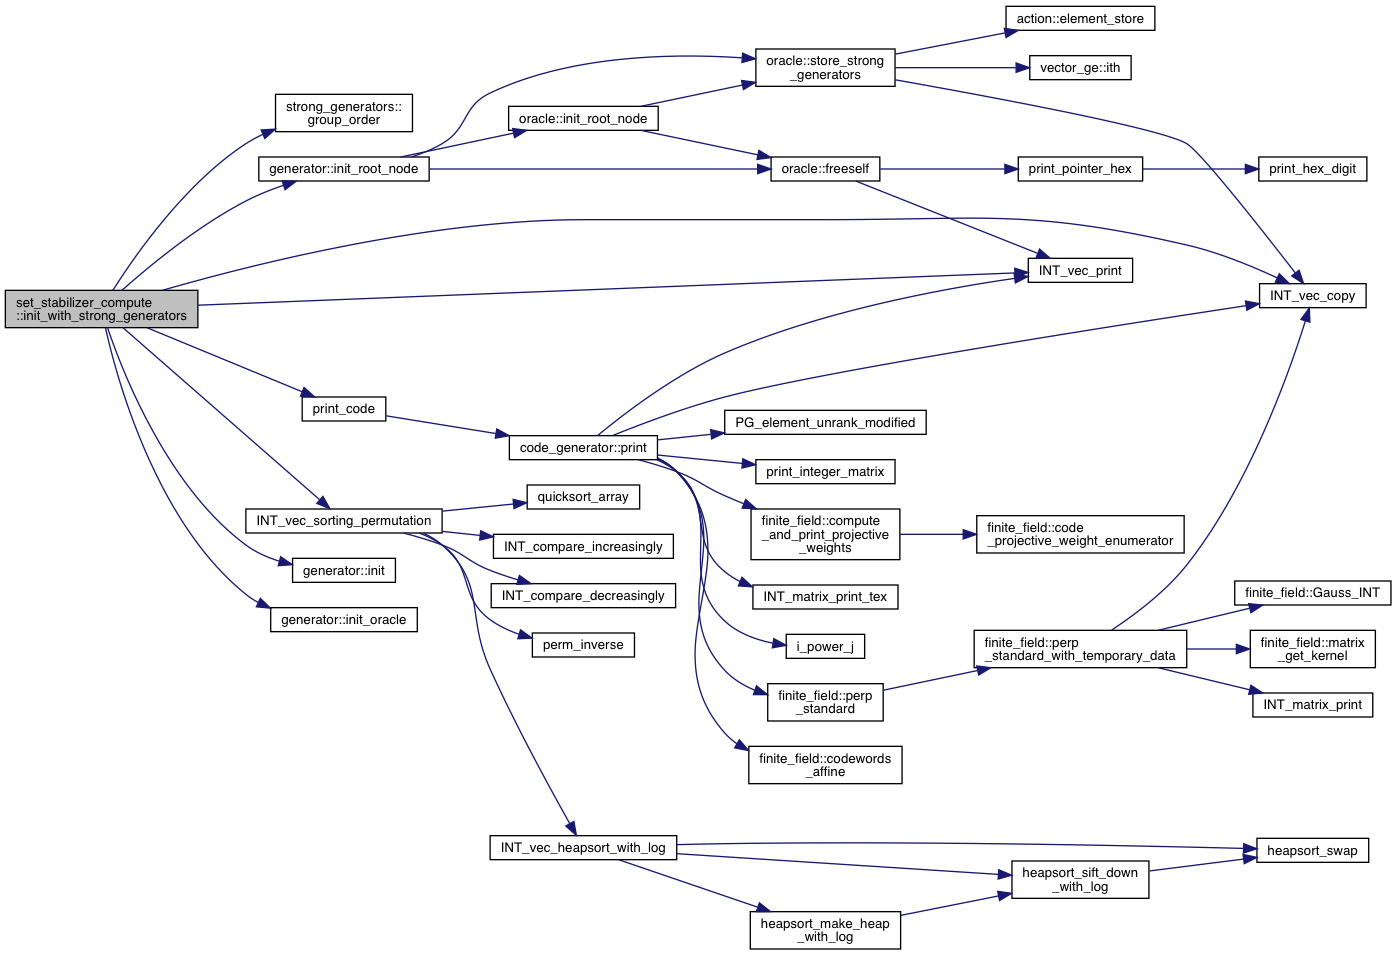 set_stabilizer_compute
::init_with_strong_generators
strong_generators::
group_order
generator::init_root_node
oracle::init_root_node
oracle::store_strong
_generators
action::element_store
vector_ge::ith
oracle::freeself
print_pointer_hex
print_hex_digit
INT_vec_print
INT_vec_copy
print_code
code_generator::print
PG_element_unrank_modified
print_integer_matrix
finite_field::compute
_and_print_projective
_weights
finite_field::code
_projective_weight_enumerator
INT_matrix_print_tex
i_power_j
finite_field::perp
_standard
finite_field::perp
_standard_with_temporary_data
finite_field::Gauss_INT
finite_field::matrix
_get_kernel
INT_matrix_print
finite_field::codewords
_affine
INT_vec_sorting_permutation
quicksort_array
INT_compare_increasingly
INT_compare_decreasingly
perm_inverse
generator::init
generator::init_oracle
INT_vec_heapsort_with_log
heapsort_swap
heapsort_sift_down
_with_log
heapsort_make_heap
_with_log